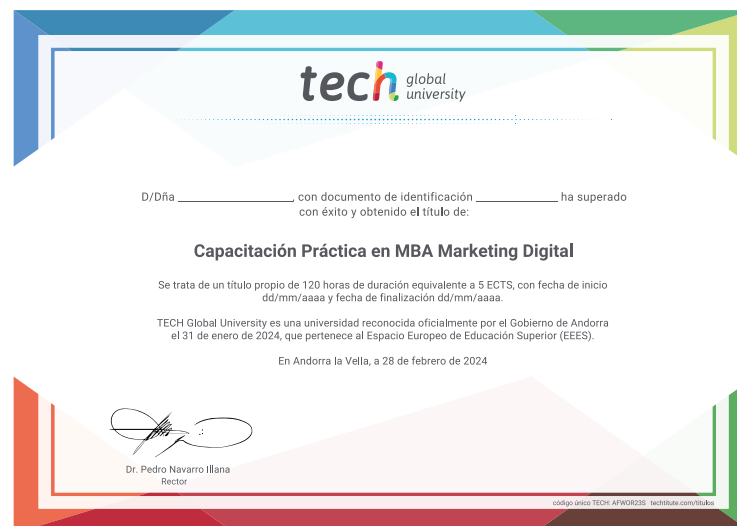 tech global university
D/Dña ____________________, con documento de identificación ______________ ha superado
con éxito y obtenido el título de:
Capacitación Práctica en MBA Marketing Digital
Se trata de un título propio de 120 horas de duración equivalente a 5 ECTS, con fecha de inicio
dd/mm/aaaa y fecha de finalización dd/mm/aaaa.
TECH Global University es una universidad reconocida oficialmente por el Gobierno de Andorra
el 31 de enero de 2024, que pertenece al Espacio Europeo de Educación Superior (EEES).
En Andorra la Vella, a 28 de febrero de 2024
Dr. Pedro Navarro Illana
Rector
código único TECH: AFWOR23S techtitute.com/titulos